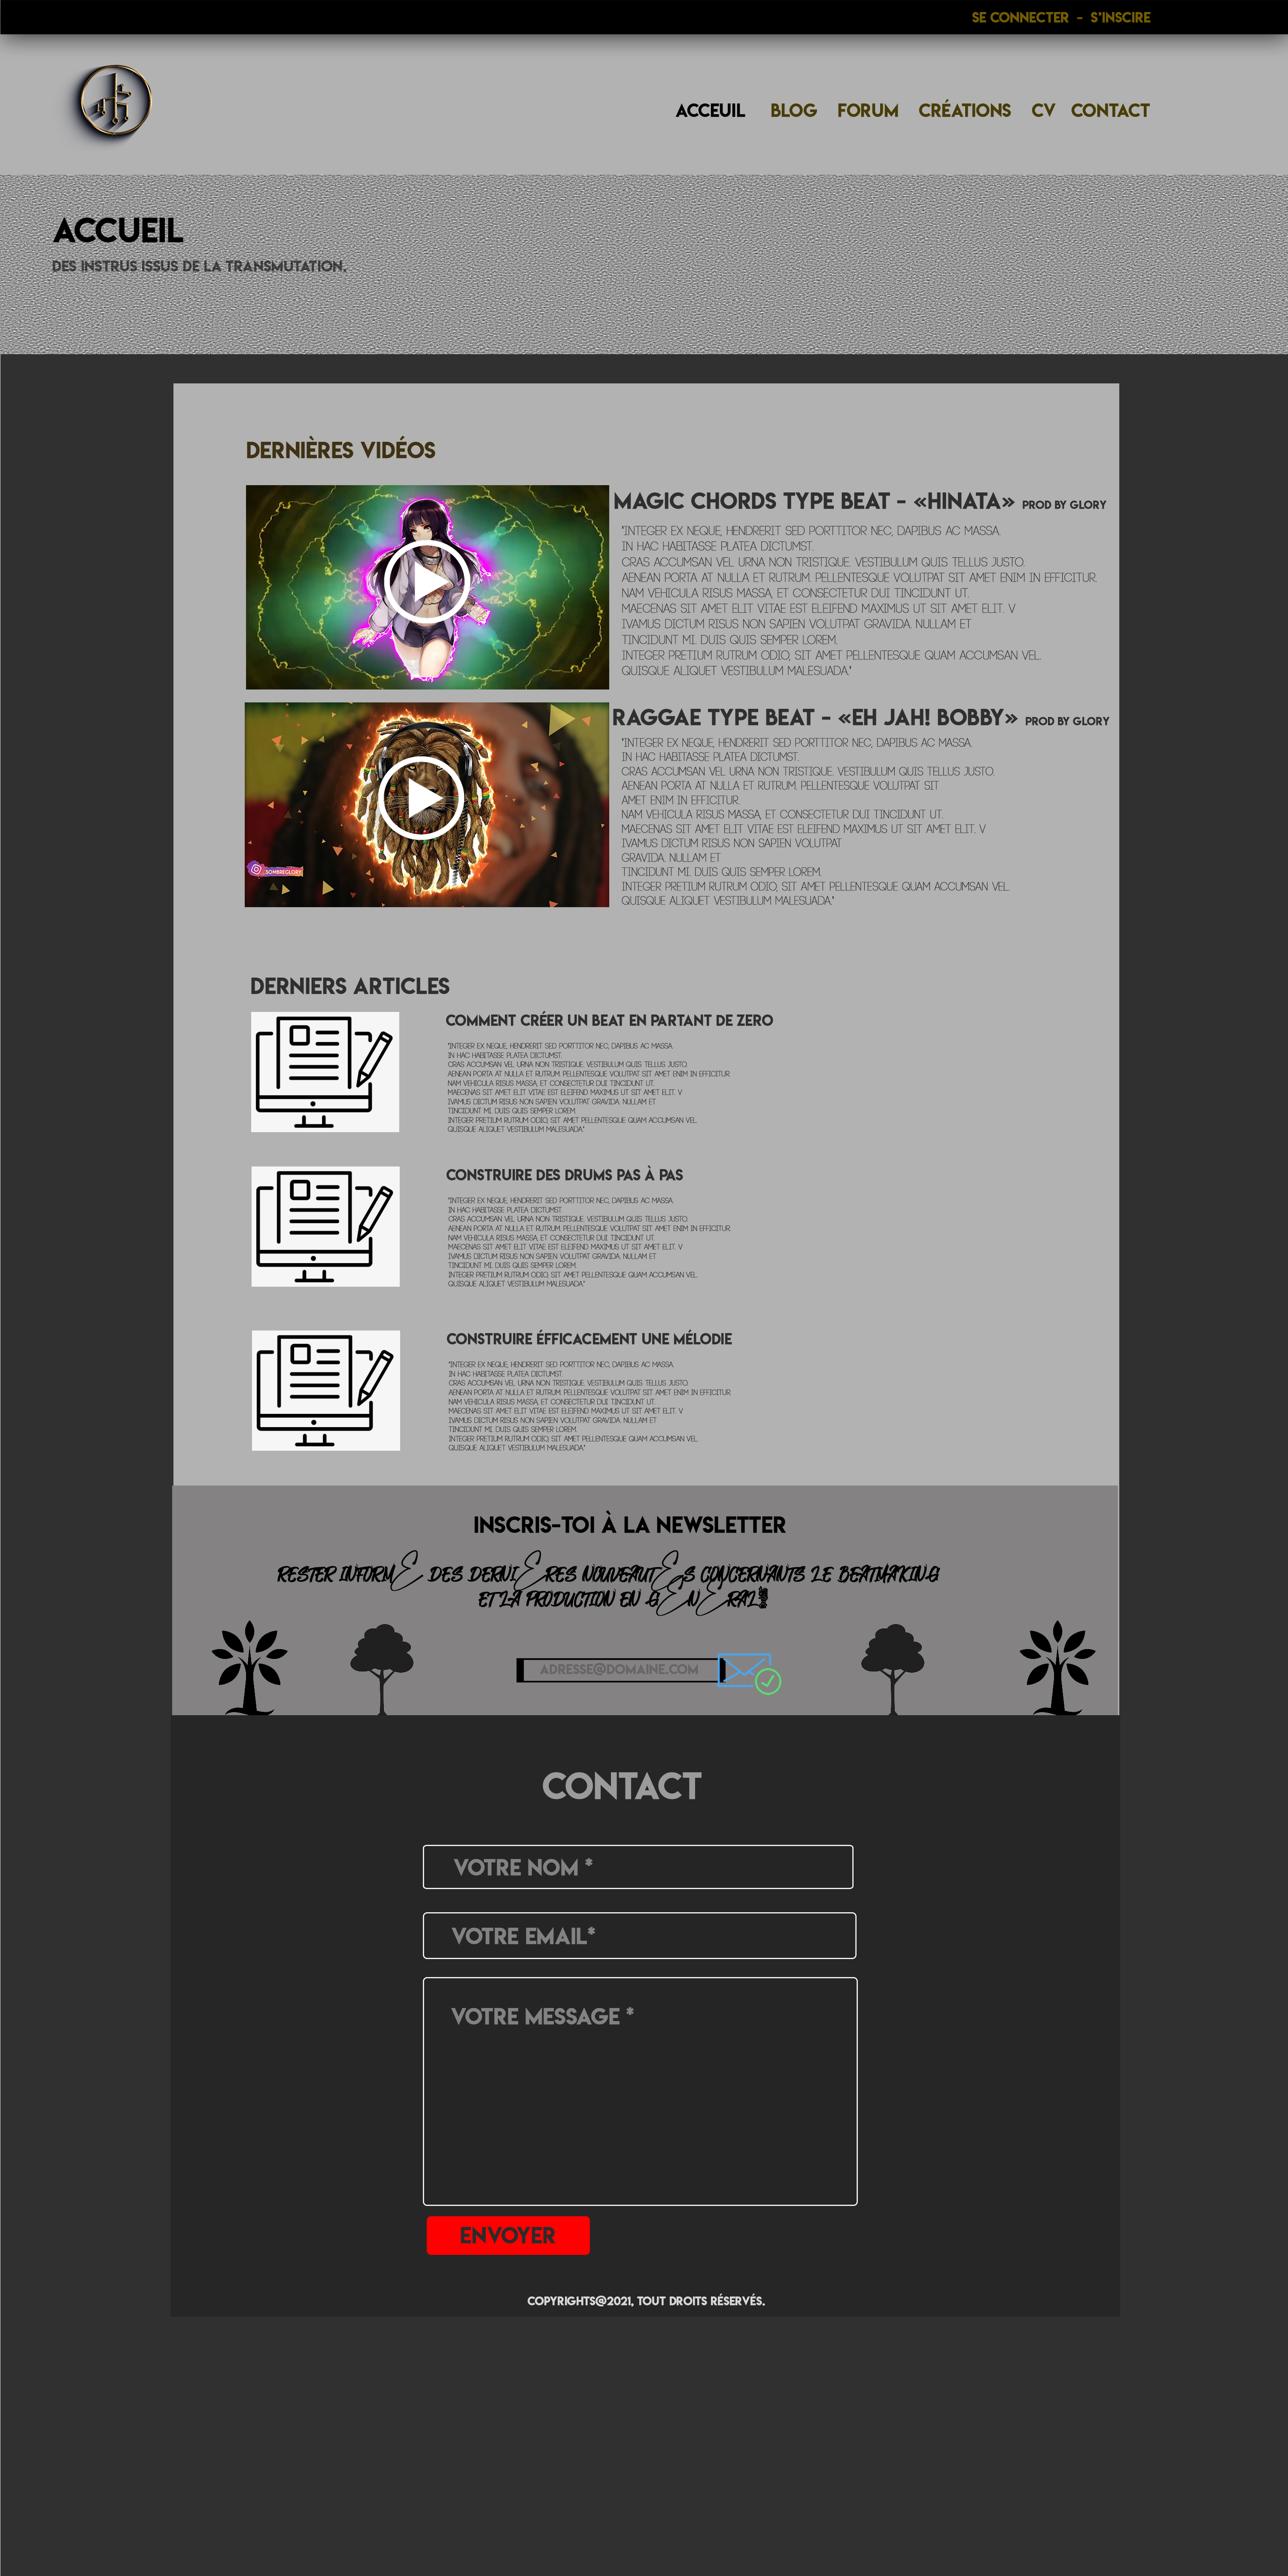 SE CONNECTER - S'INSCIRE
ACCEUIL BLOG FORUM CRÉATIONS CV CONTACT
ACCUEIL
DES INSTRUS ISSUS DE LA TRANSMUTATION.
DERNIÈRES VIDÉOS
MAGIC CHORDS TYPE BEAT - «HINATA» PROD BY GLORY
"INTEGER EX NEQUE, HENDRERIT SED PORTTITOR NEC, DAPIBUS AC MASSA.
IN HAC HABITASSE PLATEA DICTUMST.
CRAS ACCUMSAN VEL URNA NON TRISTIQUE. VESTIBULUM QUIS TELLUS JUSTO.
AENEAN PORTA AT NULLA ET RUTRUM. PELLENTESQUE VOLUTPAT SIT AMET ENIM IN EFFICITUR.
NAM VEHICULA RISUS MASSA, ET CONSECTETUR DUI TINCIDUNT UT.
MAECENAS SIT AMET ELIT VITAE EST ELEIFEND MAXIMUS UT SIT AMET ELIT. V
IVAMUS DICTUM RISUS NON SAPIEN VOLUTPAT GRAVIDA. NULLAM ET
TINCIDUNT MI. DUIS QUIS SEMPER LOREM.
INTEGER PRETIUM RUTRUM ODIO, SIT AMET PELLENTESQUE QUAM ACCUMSAN VEL.
QUISQUE ALIQUET VESTIBULUM MALESUADA."
RAGGAE TYPE BEAT - «EH JAH! BOBBY» PROD BY GLORY
"INTEGER EX NEQUE, HENDRERIT SED PORTTITOR NEC, DAPIBUS AC MASSA.
IN HAC HABITASSE PLATEA DICTUMST.
CRAS ACCUMSAN VEL URNA NON TRISTIQUE. VESTIBULUM QUIS TELLUS JUSTO.
AENEAN PORTA AT NULLA ET RUTRUM. PELLENTESQUE VOLUTPAT SIT
AMET ENIM IN EFFICITUR.
NAM VEHICULA RISUS MASSA, ET CONSECTETUR DUI TINCIDUNT UT.
MAECENAS SIT AMET ELIT VITAE EST ELEIFEND MAXIMUS UT SIT AMET ELIT. V
IVAMUS DICTUM RISUS NON SAPIEN VOLUTPAT
GRAVIDA. NULLAM ET
TINCIDUNT MI. DUIS QUIS SEMPER LOREM.
INTEGER PRETIUM RUTRUM ODIO, SIT AMET PELLENTESQUE QUAM ACCUMSAN VEL.
QUISQUE ALIQUET VESTIBULUM MALESUADA."
SOMBREGLORY
DERNIERS ARTICLES
COMMENT CRÉER UN BEAT EN PARTANT DE ZERO
"INTEGER EX NEQUE, HENDRERIT SED PORTTITOR NEC, DAPIBUS AC MASSA.
IN HAC HABITASSE PLATEA DICTUMST.
CRAS ACCUMSAN VEL URNA NON TRISTIQUE. VESTIBULUM QUIS TELLUS JUSTO.
AENEAN PORTA AT NULLA ET RUTRUM. PELLENTESQUE VOLUTPAT SIT AMET ENIM IN EFFICITUR.
NAM VEHICULA RISUS MASSA, ET CONSECTETUR DUI TINCIDUNT UT.
MAECENAS SIT AMET ELIT VITAE EST ELEIFEND MAXIMUS UT SIT AMET ELIT. V
IVAMUS DICTUM RISUS NON SAPIEN VOLUTPAT GRAVIDA. NULLAM ET
TINCIDUNT MI. DUIS QUIS SEMPER LOREM.
INTEGER PRETIUM RUTRUM ODIO, SIT AMET PELLENTESQUE QUAM ACCUMSAN VEL.
QUISQUE ALIQUET VESTIBULUM MALESUADA."
CONSTRUIRE DES DRUMS PAS À PAS
"INTEGER EX NEQUE, HENDRERIT SED PORTTITOR NEC, DAPIBUS AC MASSA.
IN HAC HABITASSE PLATEA DICTUMST.
CRAS ACCUMSAN VEL URNA NON TRISTIQUE. VESTIBULUM QUIS TELLUS JUSTO.
AENEAN PORTA AT NULLA ET RUTRUM. PELLENTESQUE VOLUTPAT SIT AMET ENIM IN EFFICITUR.
NAM VEHICULA RISUS MASSA, ET CONSECTETUR DUI TINCIDUNT UT.
MAECENAS SIT AMET ELIT VITAE EST ELEIFEND MAXIMUS UT SIT AMET ELIT. V
IVAMUS DICTUM RISUS NON SAPIEN VOLUTPAT GRAVIDA. NULLAM ET
TINCIDUNT MI. DUIS QUIS SEMPER LOREM.
INTEGER PRETIUM RUTRUM ODIO, SIT AMET PELLENTESQUE QUAM ACCUMSAN VEL.
QUISQUE ALIQUET VESTIBULUM MALESUADA."
CONSTRUIRE ÉFFICACEMENT UNE MÉLODIE
"INTEGER EX NEQUE, HENDRERIT SED PORTTITOR NEC, DAPIBUS AC MASSA.
IN HAC HABITASSE PLATEA DICTUMST.
CRAS ACCUMSAN VEL URNA NON TRISTIQUE. VESTIBULUM QUIS TELLUS JUSTO.
AENEAN PORTA AT NULLA ET RUTRUM. PELLENTESQUE VOLUTPAT SIT AMET ENIM IN EFFICITUR.
NAM VEHICULA RISUS MASSA, ET CONSECTETUR DUI TINCIDUNT UT.
MAECENAS SIT AMET ELIT VITAE EST ELEIFEND MAXIMUS UT SIT AMET ELIT. V
IVAMUS DICTUM RISUS NON SAPIEN VOLUTPAT GRAVIDA. NULLAM ET
TINCIDUNT MI. DUIS QUIS SEMPER LOREM.
INTEGER PRETIUM RUTRUM ODIO, SIT AMET PELLENTESQUE QUAM ACCUMSAN VEL.
QUISQUE ALIQUET VESTIBULUM MALESUADA."
INSCRIS-TOI À LA NEWSLETTER
RESTER INFORMÉ DES DERNIÈRES NOUVEAUTÉES CONCERNANTS LE BEATMAKING
ET LA PRODUCTION EN GÉNÉRAL!
ADRESSE@DOMAINE.COM
CONTACT
VOTRE NOM *
VOTRE EMAIL*
VOTRE MESSAGE *
ENVOYER
COPYRIGHTS@2021, TOUT DROITS RÉSERVÉS.